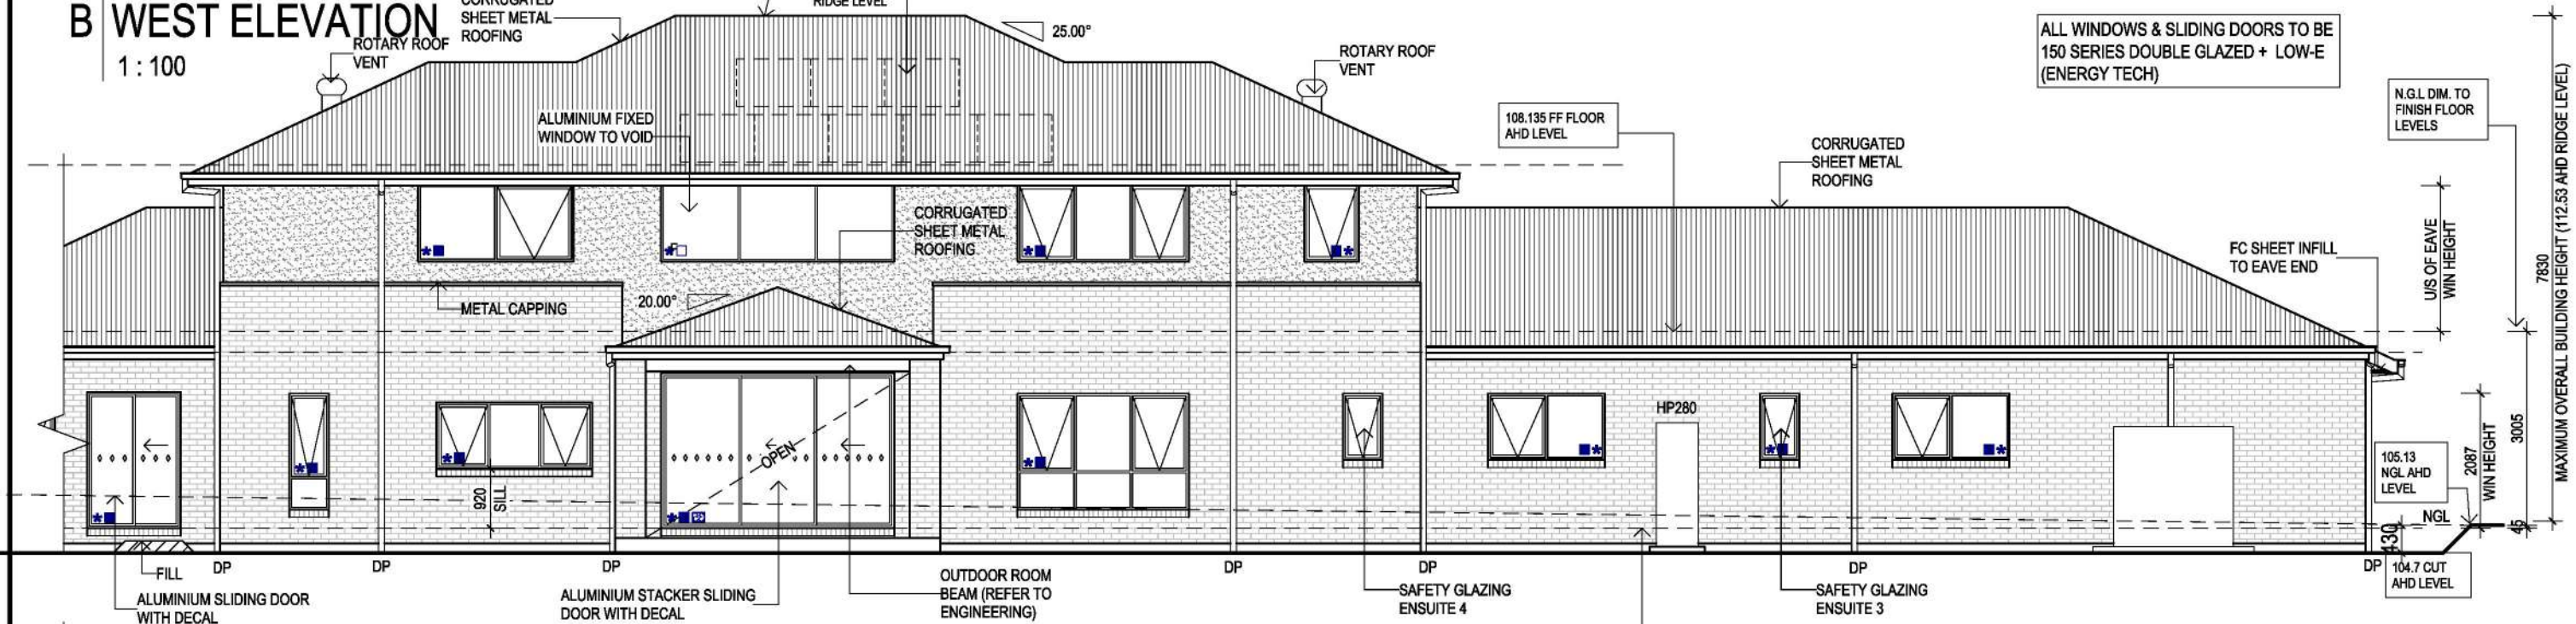 B WEST ELEVATION
1 : 100
CORRUGATED
SHEET METAL
ROOFING
RIDGE LEVEL
25.00°
ROTARY ROOF
VENT
ROTARY ROOF
VENT
ALL WINDOWS & SLIDING DOORS TO BE
150 SERIES DOUBLE GLAZED + LOW-E
(ENERGY TECH)
N.G.L DIM. TO
FINISH FLOOR
LEVELS
ALUMINIUM FIXED
WINDOW TO VOID
108.135 FF FLOOR
AHD LEVEL
CORRUGATED
SHEET METAL
ROOFING
CORRUGATED
SHEET METAL
ROOFING
FC SHEET INFILL
TO EAVE END
U/S OF EAVE
WIN HEIGHT
7830
MAXIMUM OVERALL BUILDING HEIGHT (112.53 AHD RIDGE LEVEL)
METAL CAPPING
20.00°
HP280
OPEN
920
SILL
3005
2087
WIN HEIGHT
105.13
NGL AHD
LEVEL
NGL
45
430
104.7 CUT
AHD LEVEL
FILL
DP
DP
DP
DP
DP
DP
DP
ALUMINIUM SLIDING DOOR
WITH DECAL
ALUMINIUM STACKER SLIDING
DOOR WITH DECAL
OUTDOOR ROOM
BEAM (REFER TO
ENGINEERING)
SAFETY GLAZING
ENSUITE 4
SAFETY GLAZING
ENSUITE 3